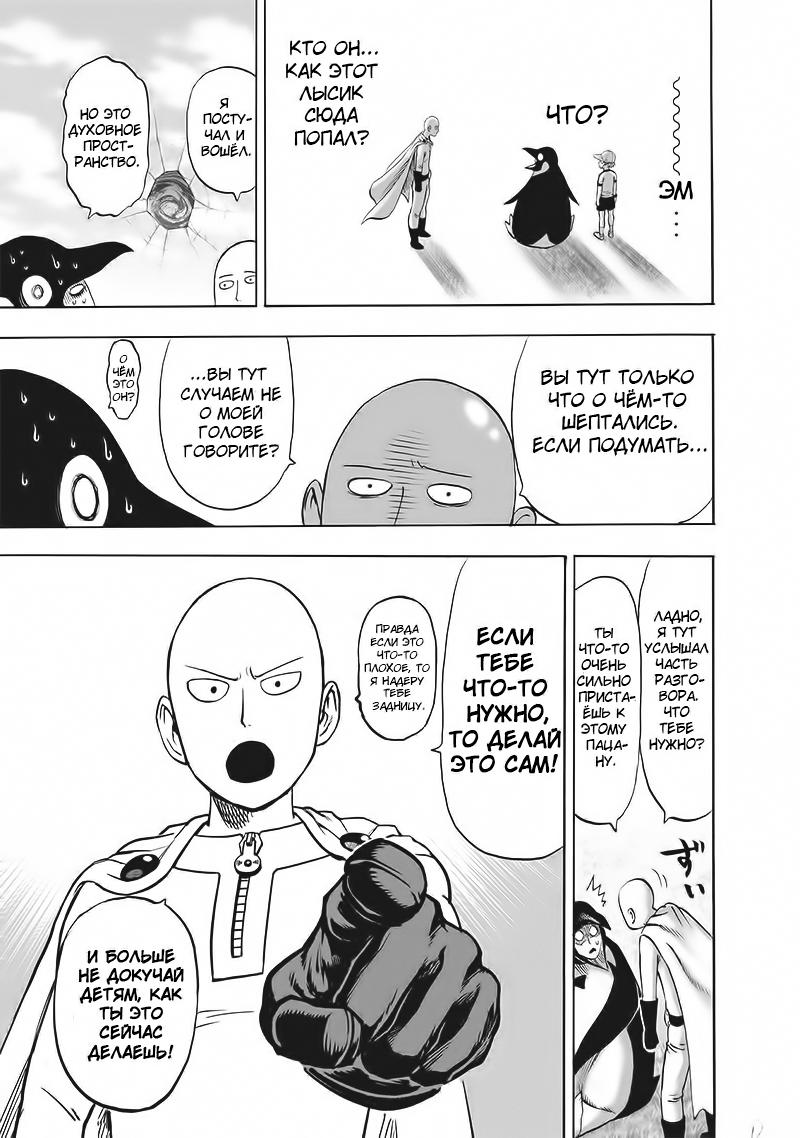 ЭМ
....
ЧТО?
КТО ОН...
КАК ЭТОТ
ЛЫСИК
СЮДА
ПОПАЛ?
Я
ПОСТУ-
ЧАЛ И
ВОШЁЛ.
НО ЭТО
ДУХОВНОЕ
ПРОСТ-
РАНСТВО.
ВЫ ТУТ ТОЛЬКО
ЧТО О ЧЁМ-ТО
ШЕПТАЛИСЬ.
ЕСЛИ ПОДУМАТЬ...
...ВЫ ТУТ
СЛУЧАЕМ НЕ
О МОЕЙ
ГОЛОВЕ
ГОВОРИТЕ?
О
ЧЁМ
ЭТО
ОН?
ЛАДНО,
Я ТУТ
УСЛЫШАЛ
ЧАСТЬ
РАЗГО-
ВОРА.
ЧТО
ТЕБЕ
НУЖНО?
ТЫ
ЧТО-ТО
ОЧЕНЬ
СИЛЬНО
ПРИСТА-
ЁШЬ К
ЭТОМУ
ПАЦА-
НУ.
ずい
ЕСЛИ
ТЕБЕ
ЧТО-ТО
НУЖНО,
ТО ДЕЛАЙ
ЭТО САМ!
ПРАВДА
ЕСЛИ ЭТО
ЧТО-ТО
ПЛОХОЕ, ТО
Я НАДЕРУ
ТЕБЕ
ЗАДНИЦУ.
И БОЛЬШЕ
НЕ ДОКУЧАЙ
ДЕТЯМ, КАК
ТЫ ЭТО
СЕЙЧАС
ДЕЛАЕШЬ!